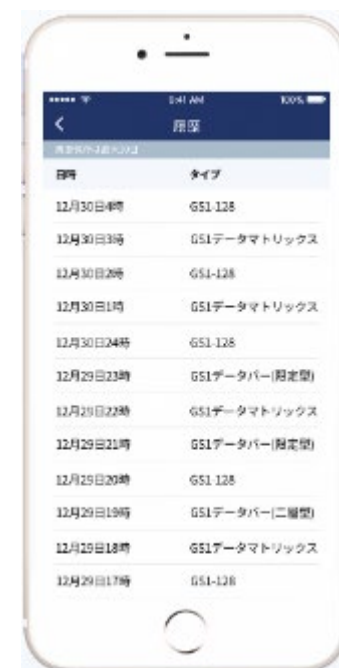 9:41 AM 100%
履歴
日時 タイプ
12月30日4時 GS1-128
12月30日3時 GS1データマトリックス
12月30日2時 GS1-128
12月30日1時 GS1データマトリックス
12月30日24時 GS1-128
12月29日23時 GS1データバー(限定型)
12月29日22時 GS1データマトリックス
12月29日21時 GS1データバー(限定型)
12月29日20時 GS1-128
12月29日19時 GS1データバー(二層型)
12月29日18時 GS1データマトリックス
12月29日17時 GS1-128